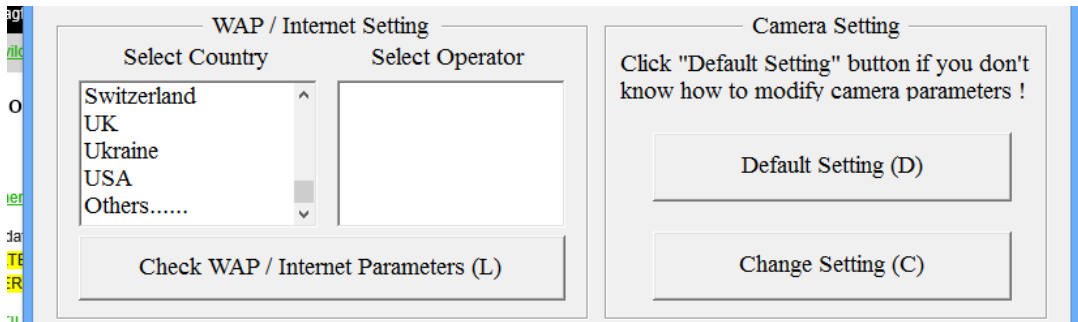 WAP / Internet Setting
Select Country
Select Operator
Switzerland
UK
Ukraine
USA
Others......
Check WAP / Internet Parameters (L)
Camera Setting
Click "Default Setting" button if you don't
know how to modify camera parameters !
Default Setting (D)
Change Setting (C)